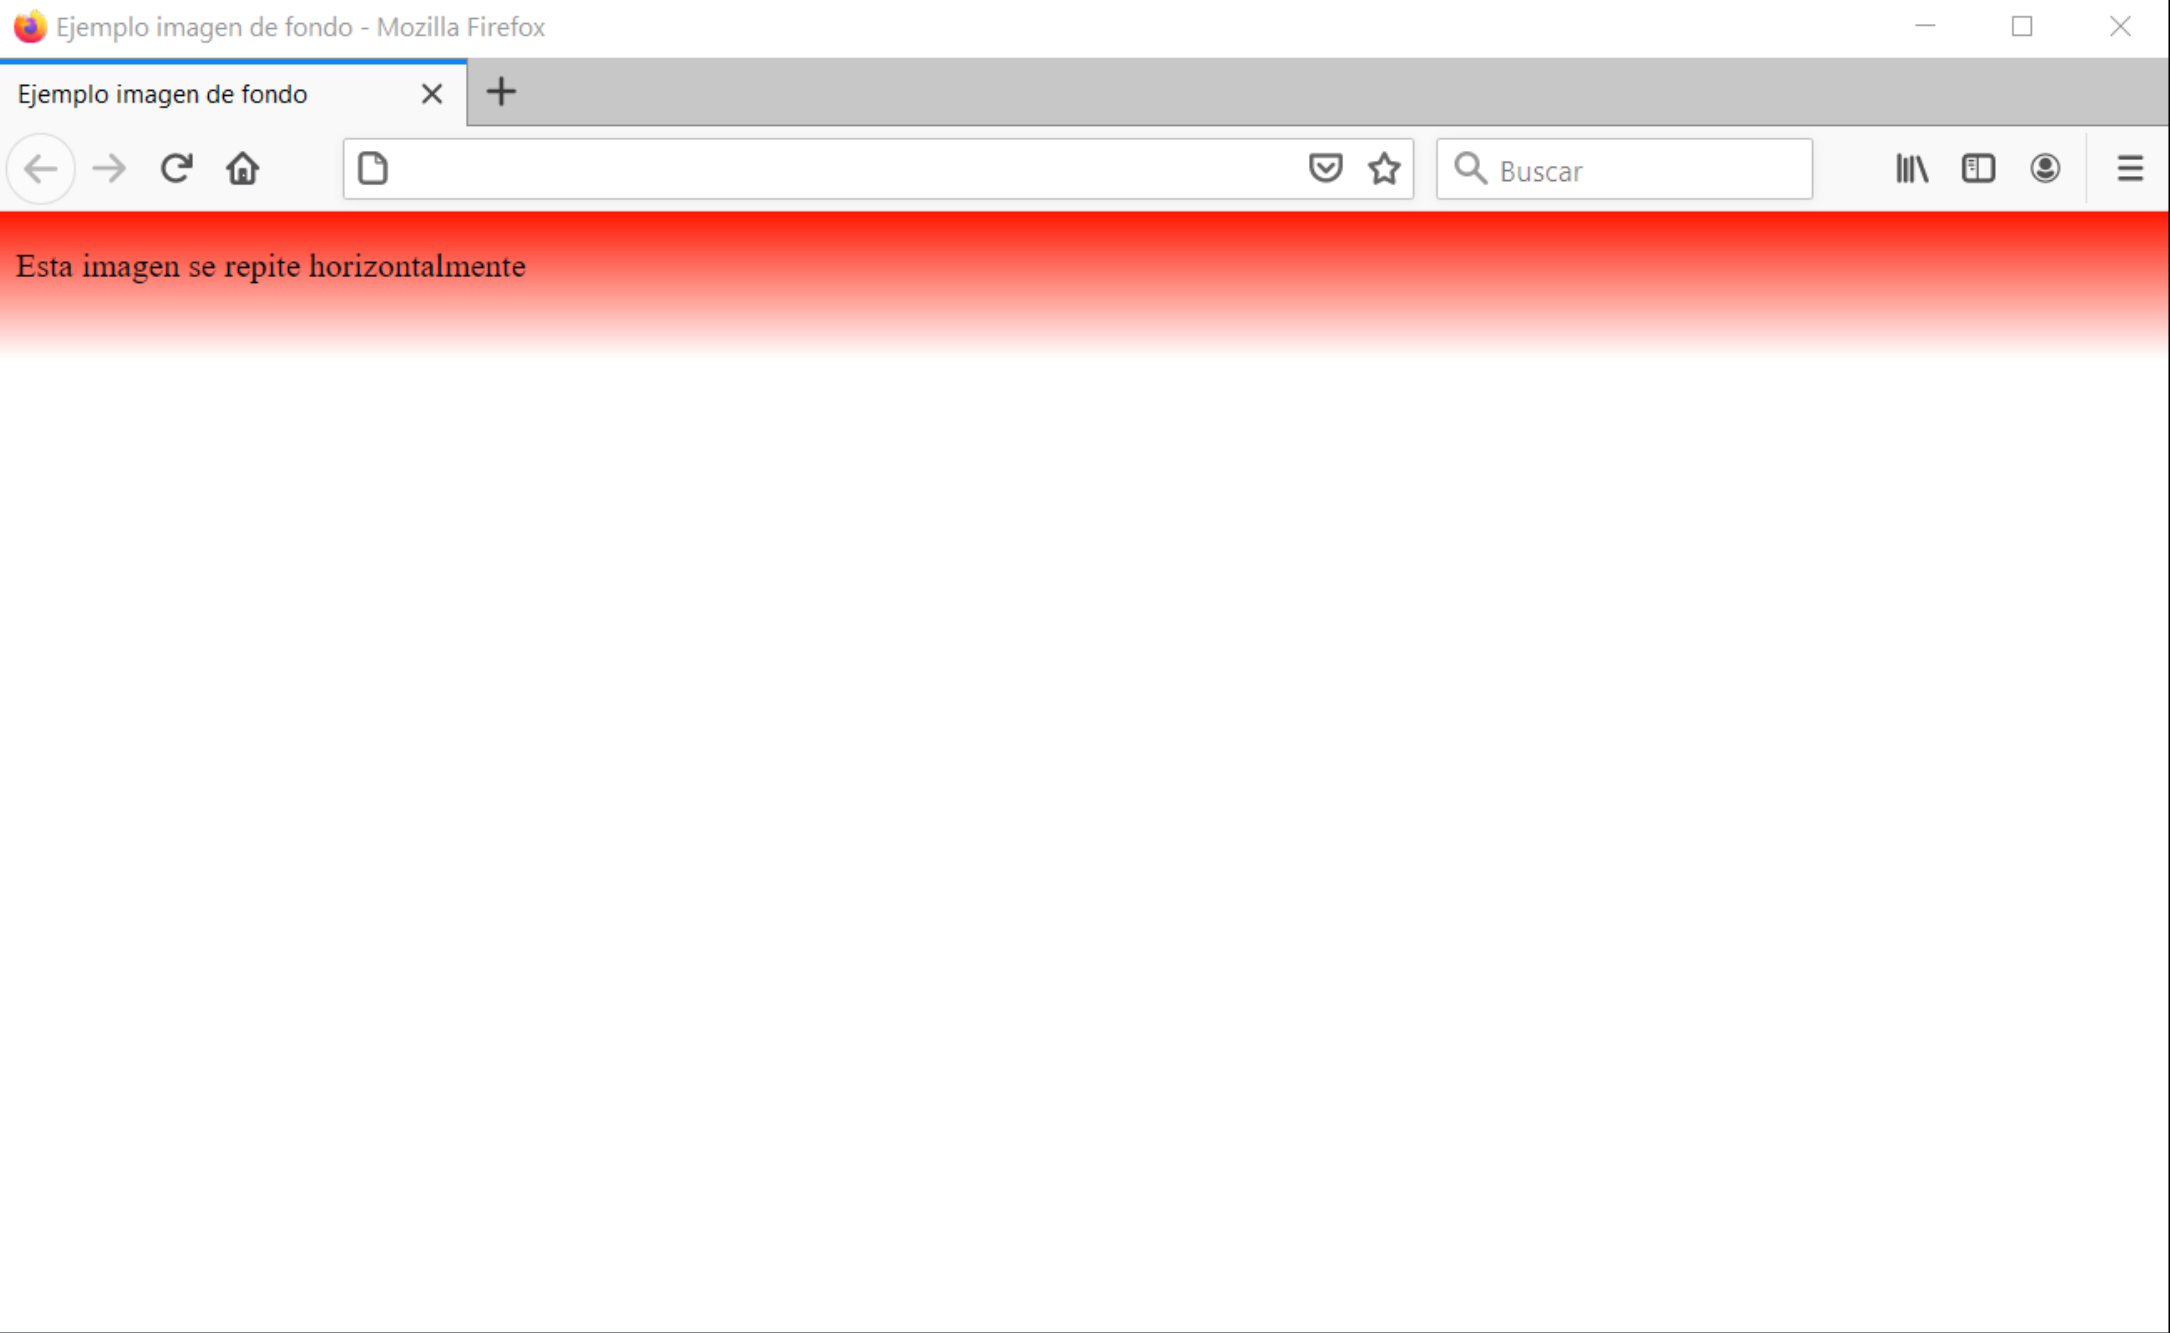 Ejemplo imagen de fondo - Mozilla Firefox
Ejemplo imagen de fondo
Buscar
Esta imagen se repite horizontalmente